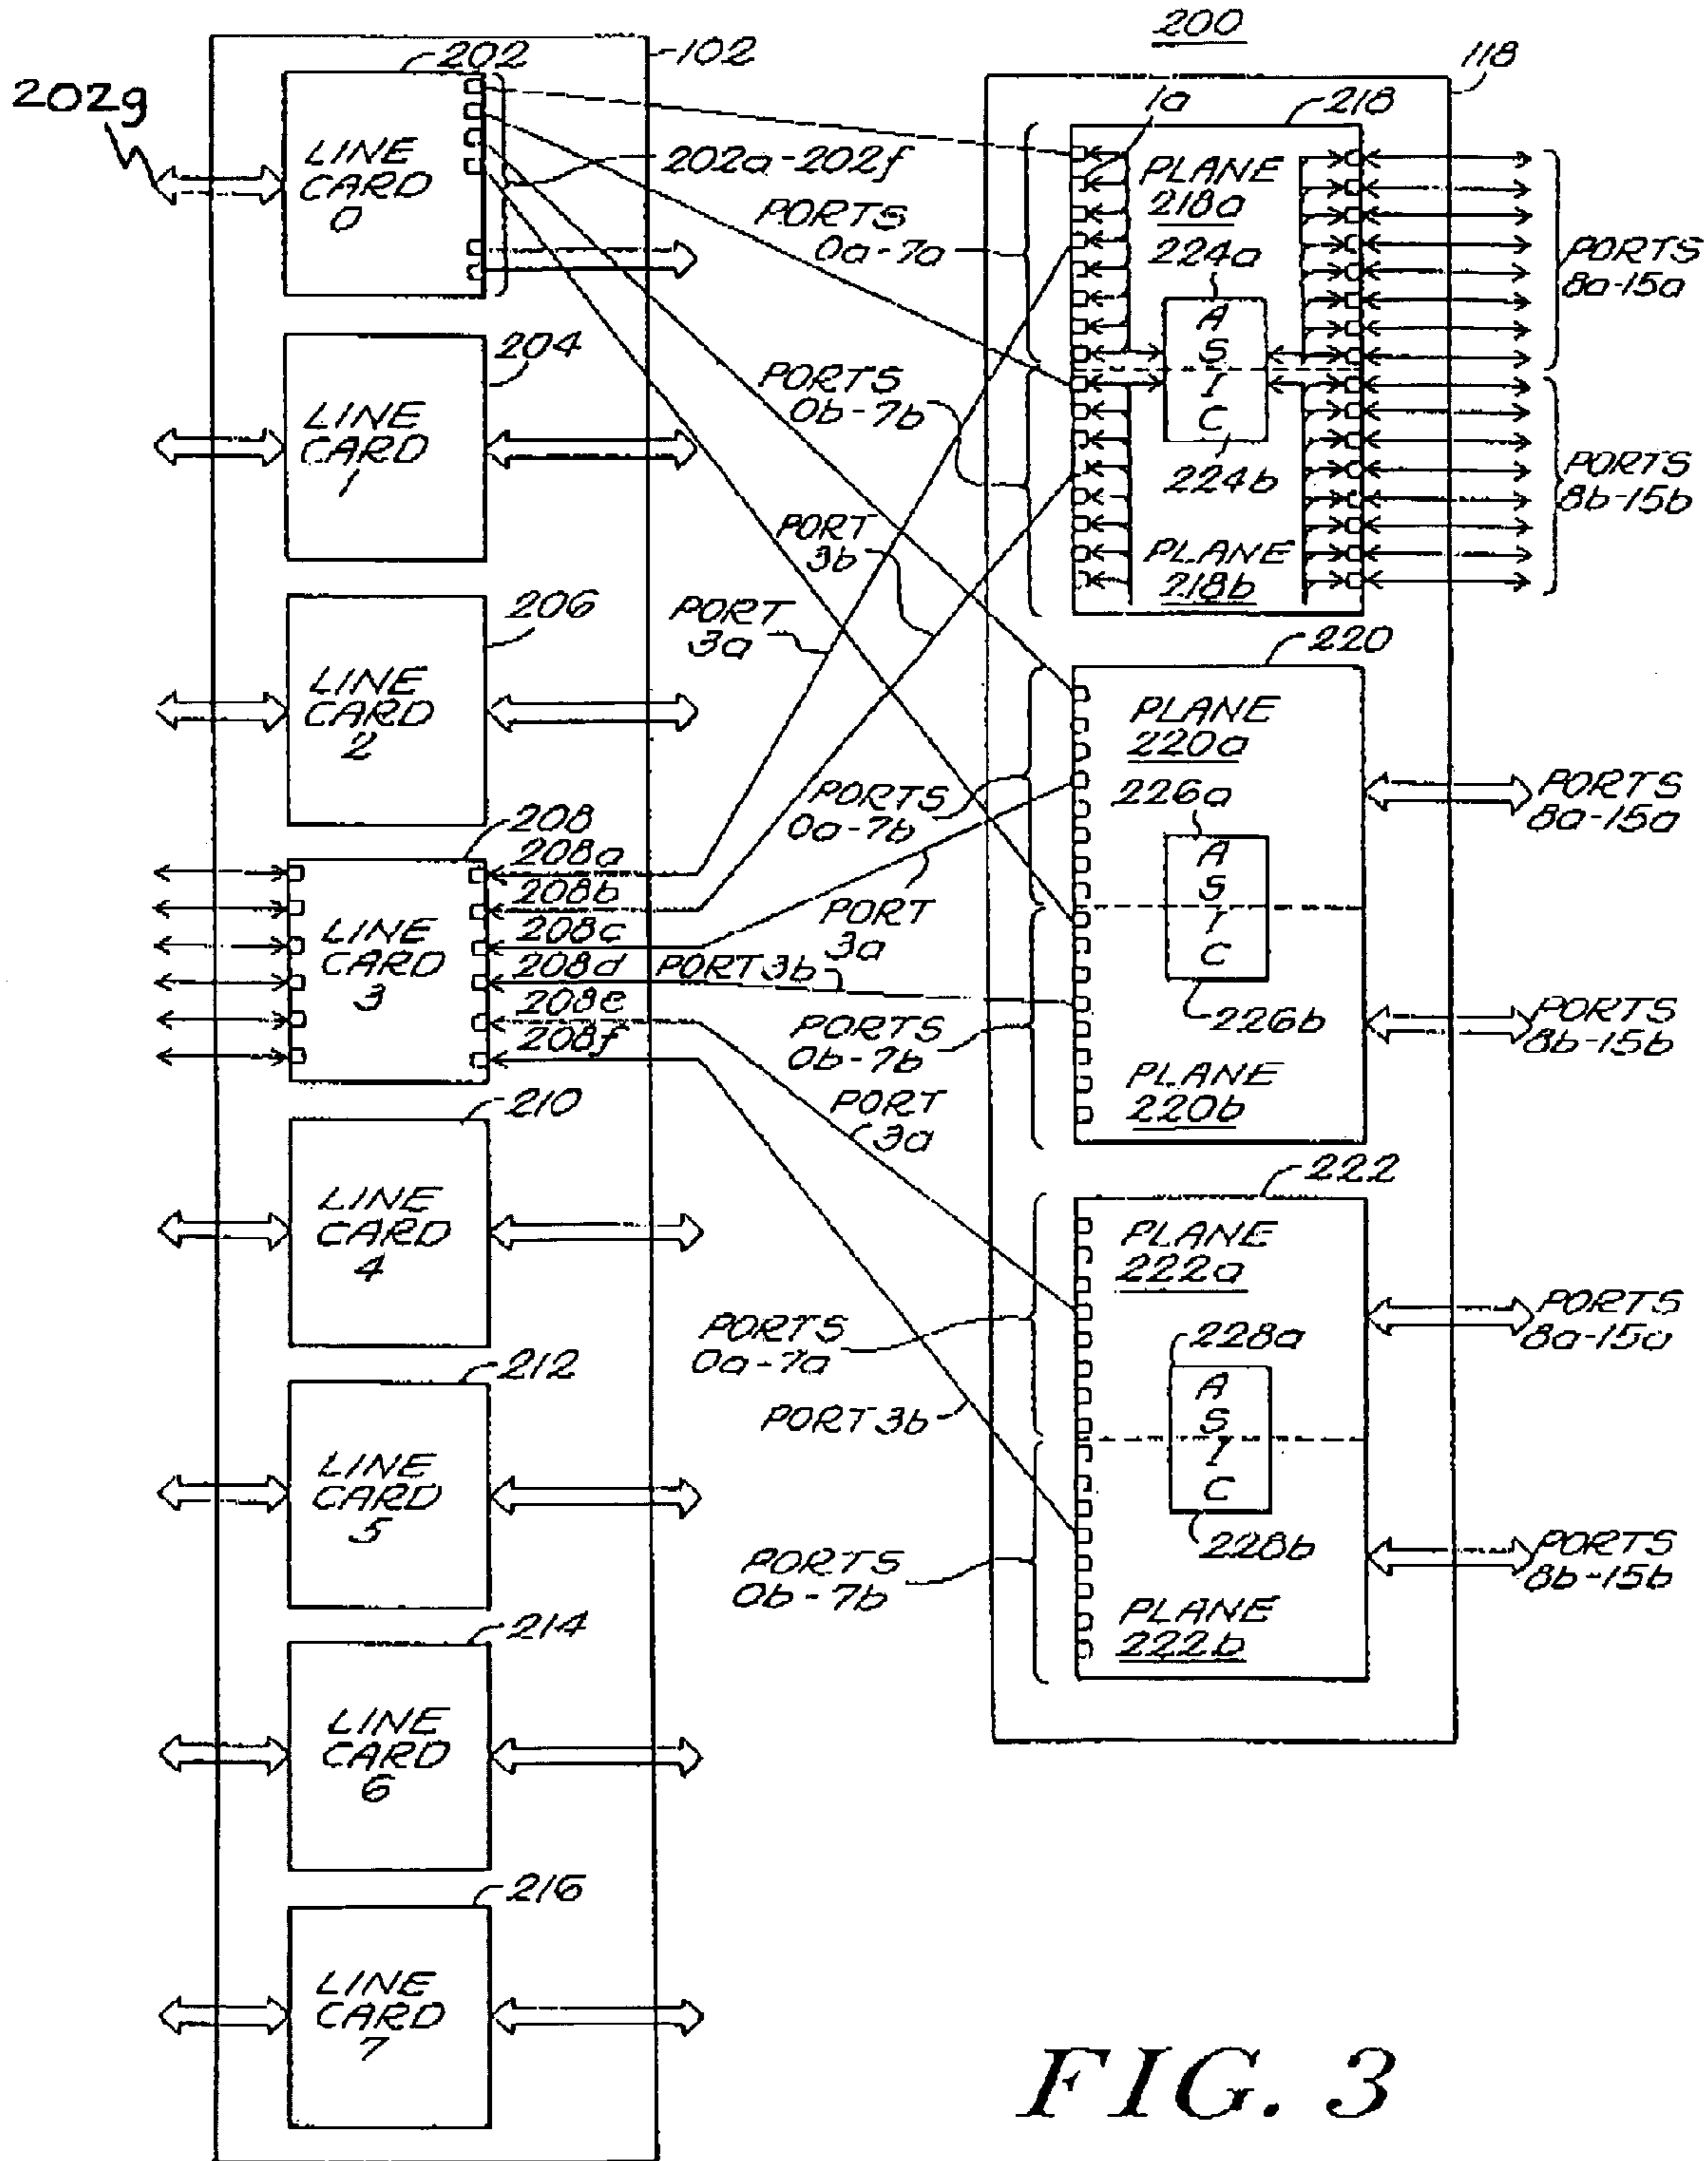 200
202
102
118
202g
218
1a
LINE
CARD
0
202a-202f
PLANE
218a
PORTS
0a-7a
224a
PORTS
8a-15a
A
S
I
C
204
PORTS
0b-7b
LINE
CARD
1
224b
PORTS
8b-15b
PORT
3b
PLANE
218b
206
PORT
3a
220
LINE
CARD
2
PLANE
220a
226a
PORTS
0a-7b
PORTS
8a-15a
208
208a
208b
208c
208d
208e
208f
A
S
I
C
LINE
CARD
3
PORT
3a
PORT 3b
226b
PORTS
0b-7b
PORTS
8b-15b
PLANE
220b
210
PORT
3a
222
LINE
CARD
4
PLANE
222a
PORTS
8a-15a
PORTS
0a-7a
228a
212
A
S
I
C
PORT 3b
LINE
CARD
5
228b
PORTS
0b-7b
PORTS
8b-15b
PLANE
222b
214
LINE
CARD
6
216
LINE
CARD
7
FIG. 3